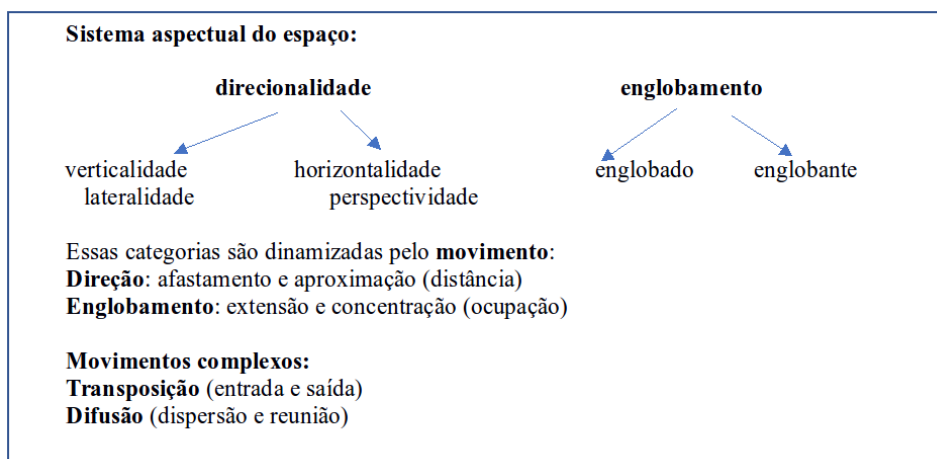 Sistema aspectual do espaço:
direcionalidade englobamento
verticalidade horizontalidade englobado englobante
lateralidade perspectividade
Essas categorias são dinamizadas pelo movimento:
Direção: afastamento e aproximação (distância)
Englobamento: extensão e concentração (ocupação)
Movimentos complexos:
Transposição (entrada e saída)
Difusão (dispersão e reunião)